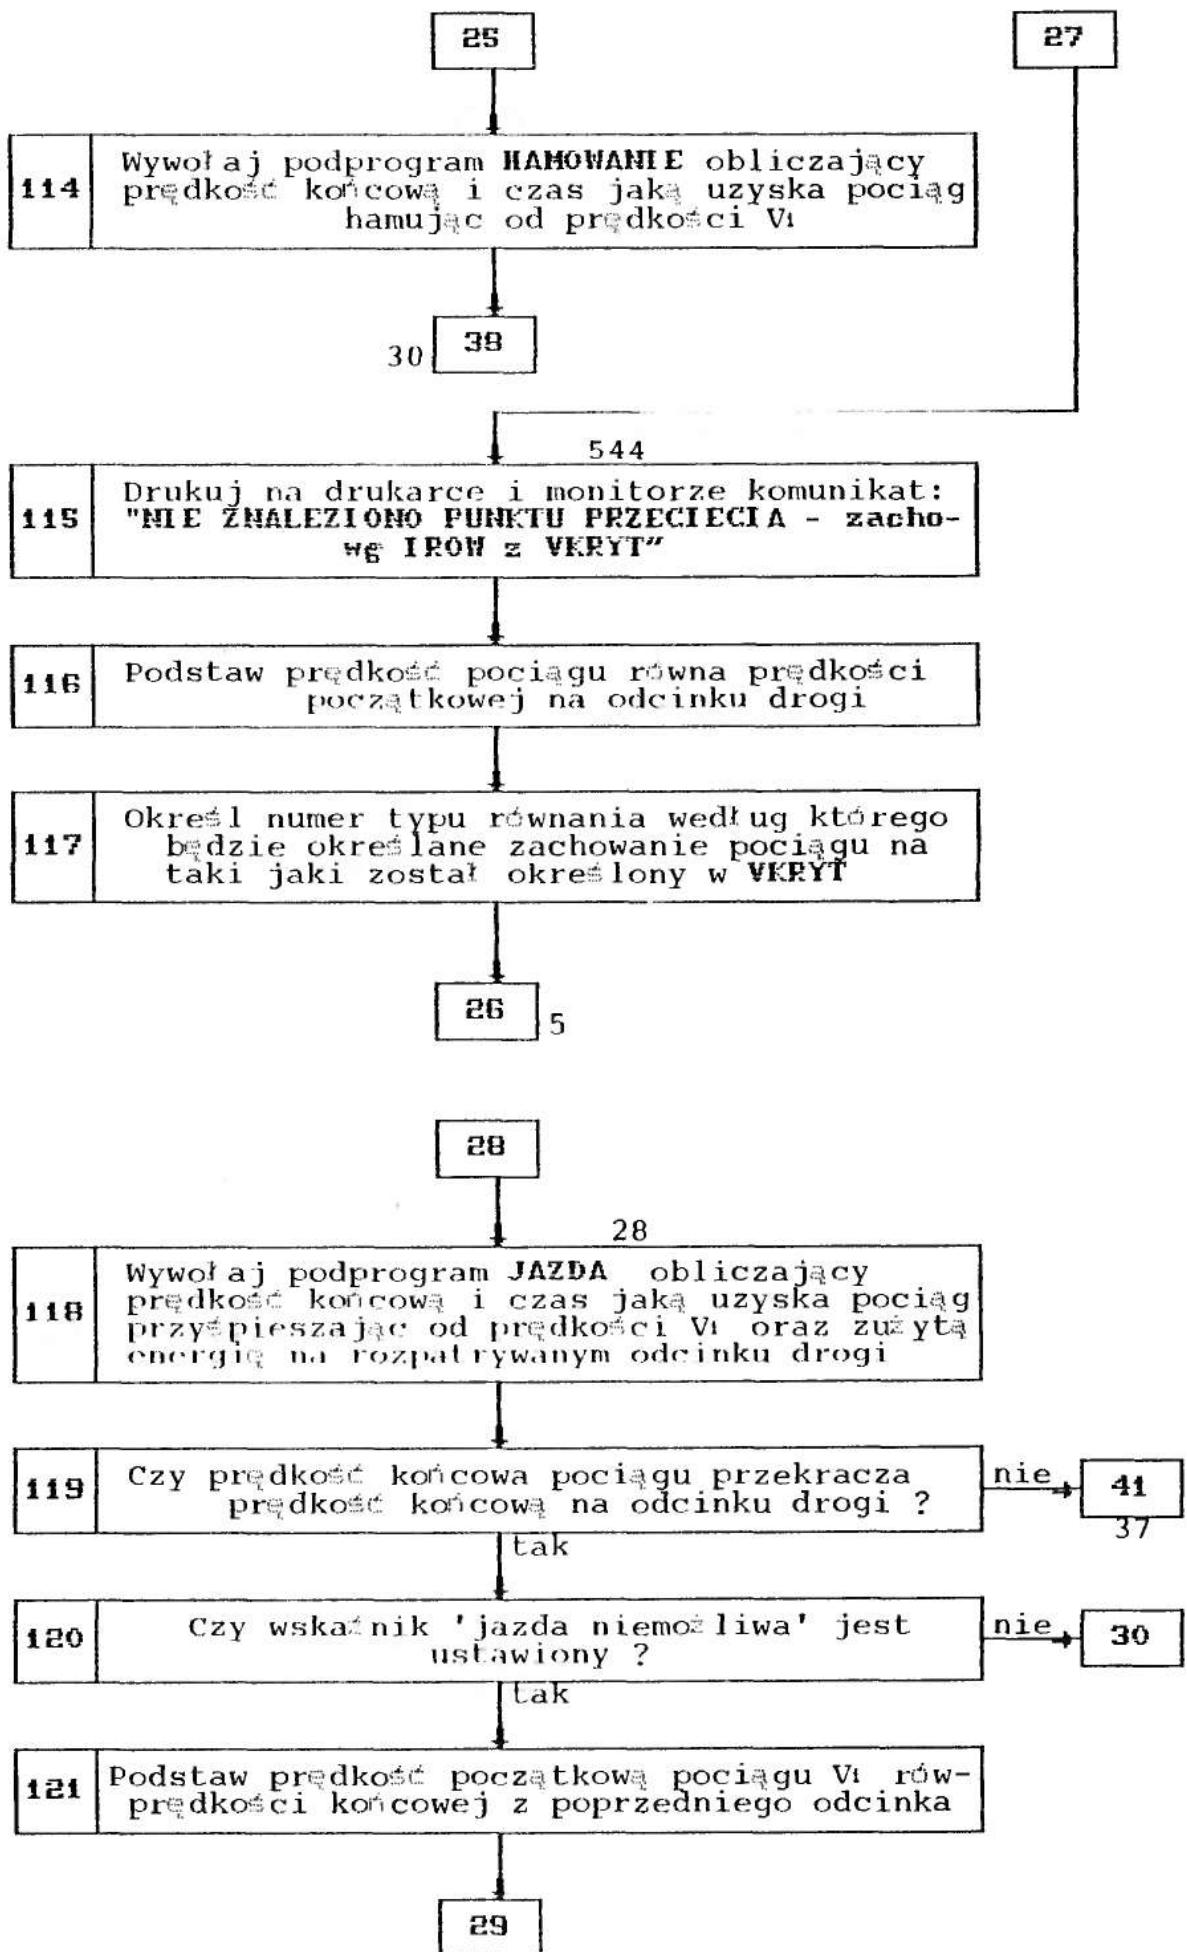 25
27
114
Wywołaj podprogram HAMOWANIE obliczający
prędkość końcową i czas jaką uzyska pociąg
hamując od prędkości V1
30
38
544
115
Drukuj na drukarce i monitorze komunikat:
"NIE ZNALEZIONO PUNKTU PRZECIECIA - zacho-
wę IROW z VKRYT"
116
Podstaw prędkość pociągu równa prędkości
początkowej na odcinku drogi
117
Określ numer typu równania według którego
będzie określane zachowanie pociągu na
taki jaki został określony w VKRYT
26
5
28
28
118
Wywołaj podprogram JAZDA obliczający
prędkość końcową i czas jaką uzyska pociąg
przyśpieszając od prędkości V1 oraz zużytą
energię na rozpatrywanym odcinku drogi
119
Czy prędkość końcowa pociągu przekracza
prędkość końcową na odcinku drogi ?
nie
41
37
tak
120
Czy wskaźnik 'jazda niemożliwa' jest
ustawiony ?
nie
30
tak
121
Podstaw prędkość początkową pociągu V1 rów-
prędkości końcowej z poprzedniego odcinka
29